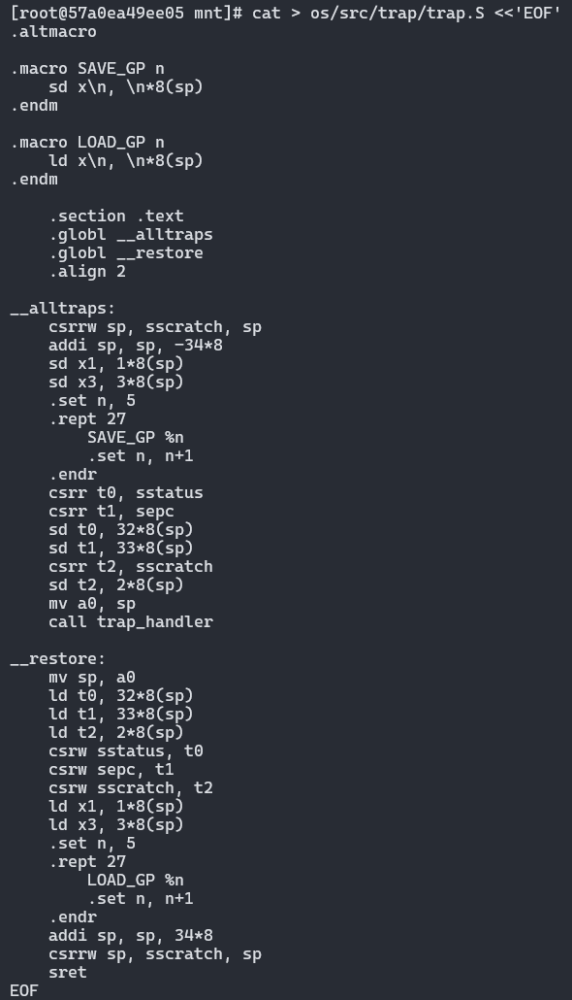 [root@57a0ea49ee05 mnt]# cat > os/src/trap/trap.S <<'EOF'
.altmacro

.macro SAVE_GP n
    sd x\n, \n*8(sp)
.endm

.macro LOAD_GP n
    ld x\n, \n*8(sp)
.endm

    .section .text
    .globl __alltraps
    .globl __restore
    .align 2

__alltraps:
    csrrw sp, sscratch, sp
    addi sp, sp, -34*8
    sd x1, 1*8(sp)
    sd x3, 3*8(sp)
    .set n, 5
    .rept 27
        SAVE_GP %n
        .set n, n+1
    .endr
    csrr t0, sstatus
    csrr t1, sepc
    sd t0, 32*8(sp)
    sd t1, 33*8(sp)
    csrr t2, sscratch
    sd t2, 2*8(sp)
    mv a0, sp
    call trap_handler

__restore:
    mv sp, a0
    ld t0, 32*8(sp)
    ld t1, 33*8(sp)
    ld t2, 2*8(sp)
    csrw sstatus, t0
    csrw sepc, t1
    csrw sscratch, t2
    ld x1, 1*8(sp)
    ld x3, 3*8(sp)
    .set n, 5
    .rept 27
        LOAD_GP %n
        .set n, n+1
    .endr
    addi sp, sp, 34*8
    csrrw sp, sscratch, sp
    sret
EOF